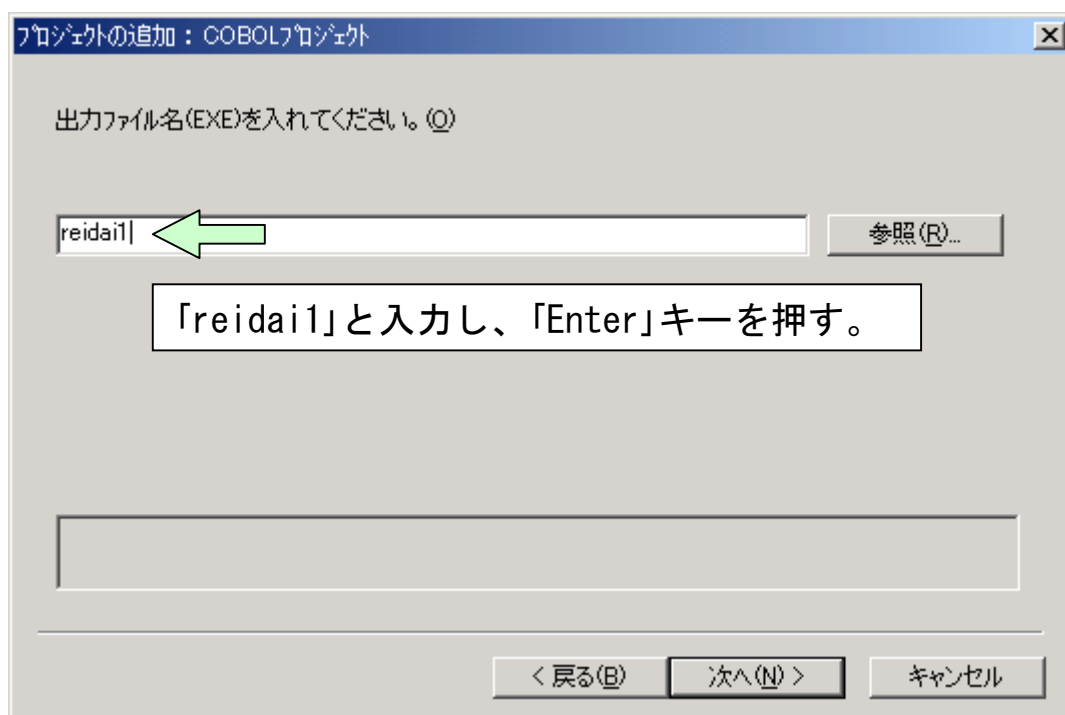 ﾌﾟﾛｼﾞｪｸﾄの追加： COBOLﾌﾟﾛｼﾞｪｸﾄ
出力ﾌｧｲﾙ名(EXE)を入れてください。(O)
reidai1
参照(R)...
「reidai1」と入力し、「Enter」キーを押す。
< 戻る(B)
次へ(N) >
キャンセル